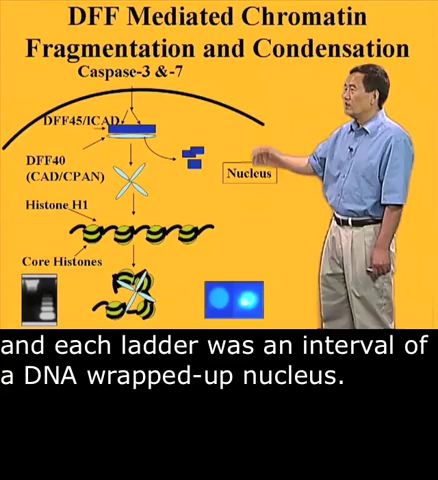 DFF Mediated Chromatin
Fragmentation and Condensation
Caspase-3 &-7
DFF45/ICAD
DFF40
(CAD/CPAN)
Nucleus
Histone H1
Core Histones
and each ladder was an interval of
a DNA wrapped-up nucleus.